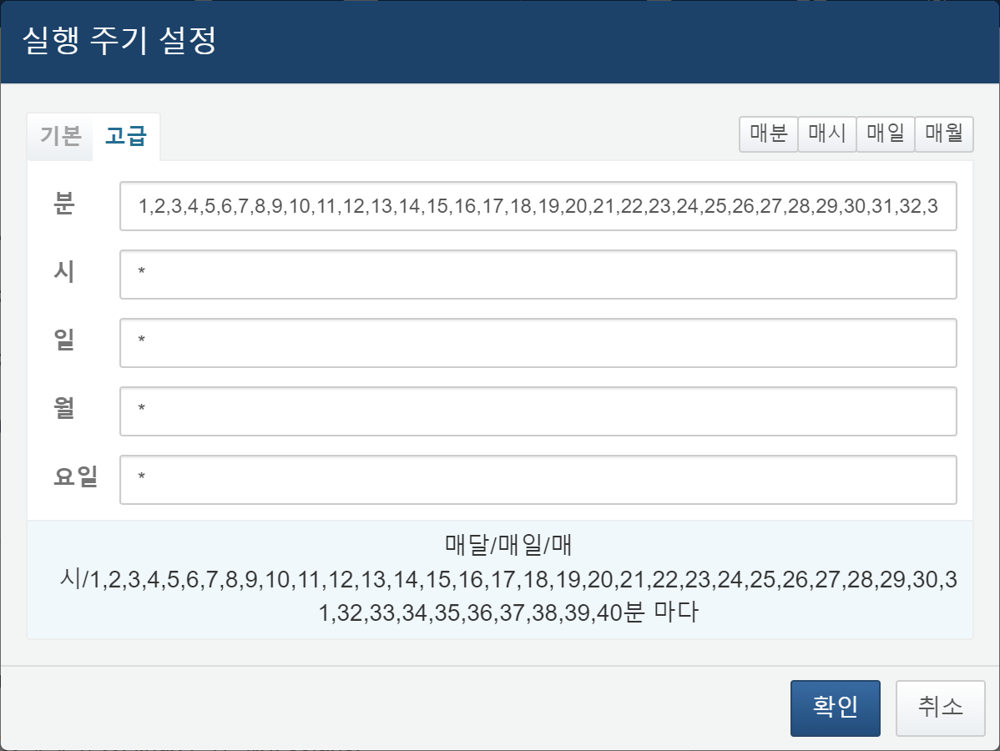 실행 주기 설정
기본 고급 매분 매시 매일 매월
분 1,2,3,4,5,6,7,8,9,10,11,12,13,14,15,16,17,18,19,20,21,22,23,24,25,26,27,28,29,30,31,32,3
시 *
일 *
월 *
요일 *
매달/매일/매
시/1,2,3,4,5,6,7,8,9,10,11,12,13,14,15,16,17,18,19,20,21,22,23,24,25,26,27,28,29,30,3
1,32,33,34,35,36,37,38,39,40분 마다
확인 취소